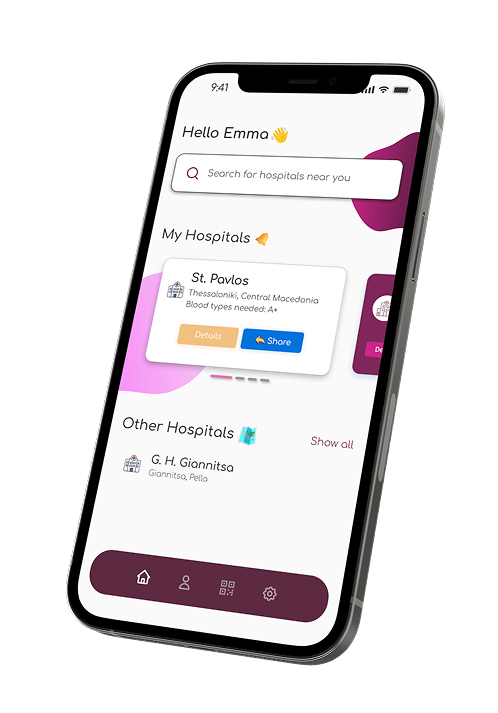 9:41
Hello Emma 👋
Search for hospitals near you
My Hospitals
St. Pavlos
Thessaloniki, Central Macedonia
Blood types needed: A+
Details
Share
De
Other Hospitals
Show all
G. H. Giannitsa
Giannitsa, Pella